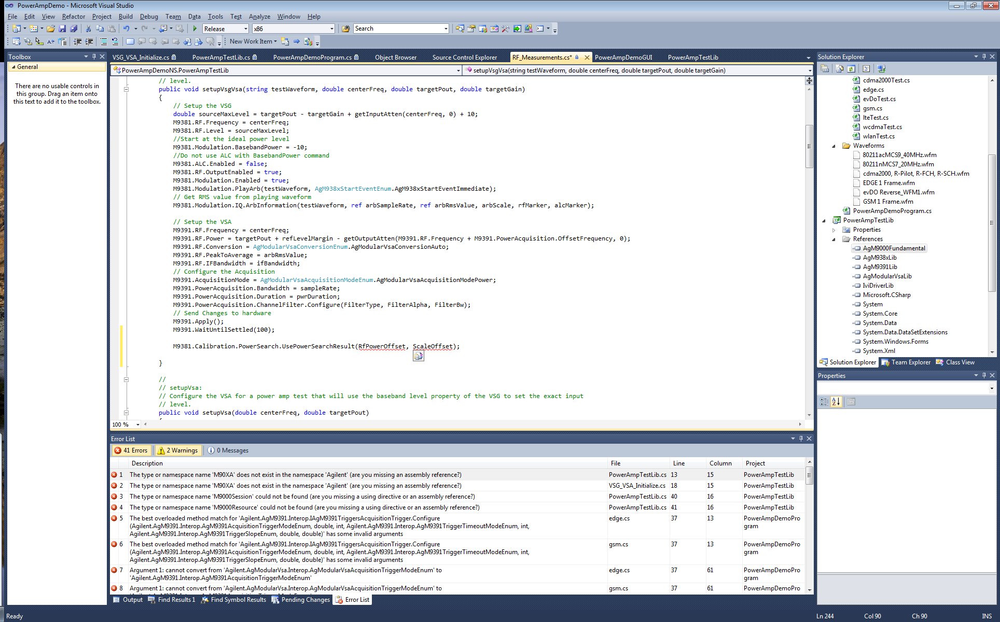 PowerAmpDemo - Microsoft Visual Studio
File Edit View Refactor Project Build Debug Team Data Tools Test Analyze Window Help
Release x86 Search
New Work Item
Toolbox
General
There are no usable controls in
this group. Drag an item onto
this text to add it to the toolbox.
VSG_VSA_Initialize.cs PowerAmpTestLib.cs PowerAmpDemoProgram.cs Object Browser Source Control Explorer RF_Measurements.cs* PowerAmpDemoGUI PowerAmpTestLib
PowerAmpDemoNS.PowerAmpTestLib setupVsgVsa(string testWaveform, double centerFreq, double targetPout, double targetGain)
// level.
public void setupVsgVsa(string testWaveform, double centerFreq, double targetPout, double targetGain)
{
// Setup the VSG
double sourceMaxLevel = targetPout - targetGain + getInputAtten(centerFreq, 0) + 10;
M9381.RF.Frequency = centerFreq;
M9381.RF.Level = sourceMaxLevel;
//Start at the ideal power level
M9381.Modulation.BasebandPower = -10;
//Do not use ALC with BasebandPower command
M9381.ALC.Enabled = false;
M9381.RF.OutputEnabled = true;
M9381.Modulation.Enabled = true;
M9381.Modulation.PlayArb(testWaveform, AgM938xStartEventEnum.AgM938xStartEventImmediate);
// Get RMS value from playing waveform
M9381.Modulation.IQ.ArbInformation(testWaveform, ref arbSampleRate, ref arbRmsValue, arbScale, rfMarker, alcMarker);
// Setup the VSA
M9391.RF.Frequency = centerFreq;
M9391.RF.Power = targetPout + refLevelMargin - getOutputAtten(M9391.RF.Frequency + M9391.PowerAcquisition.OffsetFrequency, 0);
M9391.RF.Conversion = AgModularVsaConversionEnum.AgModularVsaConversionAuto;
M9391.RF.PeakToAverage = arbRmsValue;
M9391.RF.IFBandwidth = ifBandwidth;
// Configure the Acquisition
M9391.AcquisitionMode = AgModularVsaAcquisitionModeEnum.AgModularVsaAcquisitionModePower;
M9391.PowerAcquisition.Bandwidth = sampleRate;
M9391.PowerAcquisition.Duration = pwrDuration;
M9391.PowerAcquisition.ChannelFilter.Configure(FilterType, FilterAlpha, FilterBw);
// Send Changes to hardware
M9391.Apply();
M9391.WaitUntilSettled(100);
M9381.Calibration.PowerSearch.UsePowerSearchResult(RfPowerOffset, ScaleOffset);
}
//
// setupVsa:
// Configure the VSA for a power amp test that will use the baseband level property of the VSG to set the exact input
// level.
public void setupVsa(double centerFreq, double targetPout)
100 %
Solution Explorer
cdma2000Test.cs
edge.cs
evDoTest.cs
gsm.cs
lteTest.cs
wcdmaTest.cs
wlanTest.cs
Waveforms
80211acMCS9_40MHz.wfm
80211nMCS7_20MHz.wfm
cdma2000, R-Pilot, R-FCH, R-SCH.wfm
EDGE 1 Frame.wfm
evDO Reverse_WFM1.wfm
GSM 1 Frame.wfm
PowerAmpDemoProgram.cs
PowerAmpTestLib
Properties
References
AgM9000Fundamental
AgM938xLib
AgM9391Lib
AgModularVsaLib
IviDriverLib
Microsoft.CSharp
System
System.Core
System.Data
System.Data.DataSetExtensions
System.Windows.Forms
System.Xml
Solution Explorer Team Explorer Class View
Properties
Error List
41 Errors 2 Warnings 0 Messages
Description File Line Column Project
1 The type or namespace name 'M90XA' does not exist in the namespace 'Agilent' (are you missing an assembly reference?) PowerAmpTestLib.cs 13 15 PowerAmpTestLib
2 The type or namespace name 'M90XA' does not exist in the namespace 'Agilent' (are you missing an assembly reference?) VSG_VSA_Initialize.cs 18 15 PowerAmpTestLib
3 The type or namespace name 'M9000Session' could not be found (are you missing a using directive or an assembly reference?) PowerAmpTestLib.cs 40 16 PowerAmpTestLib
4 The type or namespace name 'M9000Resource' could not be found (are you missing a using directive or an assembly reference?) PowerAmpTestLib.cs 41 16 PowerAmpTestLib
5 The best overloaded method match for 'Agilent.AgM9391.Interop.IAgM9391TriggersAcquisitionTrigger.Configure edge.cs 37 13 PowerAmpDemoPro
(Agilent.AgM9391.Interop.AgM9391AcquisitionTriggerModeEnum, double, int, Agilent.AgM9391.Interop.AgM9391TriggerTimeoutModeEnum, int, gram
Agilent.AgM9391.Interop.AgM9391TriggerSlopeEnum, double, double)' has some invalid arguments
6 The best overloaded method match for 'Agilent.AgM9391.Interop.IAgM9391TriggersAcquisitionTrigger.Configure gsm.cs 37 13 PowerAmpDemoPro
(Agilent.AgM9391.Interop.AgM9391AcquisitionTriggerModeEnum, double, int, Agilent.AgM9391.Interop.AgM9391TriggerTimeoutModeEnum, int, gram
Agilent.AgM9391.Interop.AgM9391TriggerSlopeEnum, double, double)' has some invalid arguments
7 Argument 1: cannot convert from 'Agilent.AgModularVsa.Interop.AgModularVsaAcquisitionTriggerModeEnum' to edge.cs 37 61 PowerAmpDemoPro
'Agilent.AgM9391.Interop.AgM9391AcquisitionTriggerModeEnum' gram
8 Argument 1: cannot convert from 'Agilent.AgModularVsa.Interop.AgModularVsaAcquisitionTriggerModeEnum' to gsm.cs 37 61 PowerAmpDemoPro
Output Find Results 1 Find Symbol Results Pending Changes Error List
Ready Ln 244 Col 90 Ch 90 INS